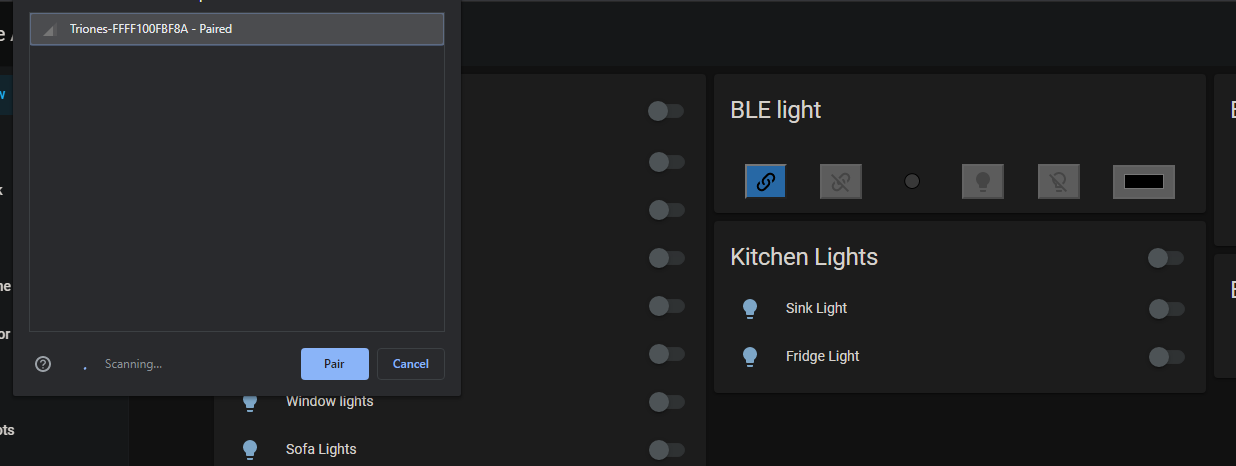 Triones-FFFF100FBF8A - Paired
Scanning...
Pair
Cancel
Window lights
Sofa Lights
BLE light
Kitchen Lights
Sink Light
Fridge Light